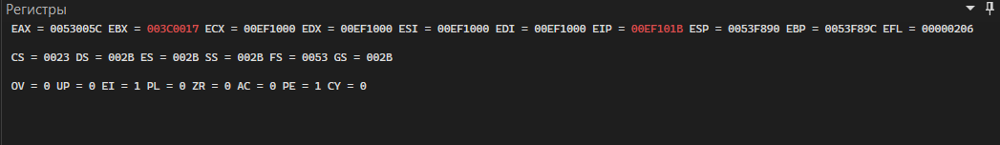 Регистры
EAX = 0053005C EBX = 003C0017 ECX = 00EF1000 EDX = 00EF1000 ESI = 00EF1000 EDI = 00EF1000 EIP = 00EF101B ESP = 0053F890 EBP = 0053F89C EFL = 00000206
CS = 0023 DS = 002B ES = 002B SS = 002B FS = 0053 GS = 002B
OV = 0 UP = 0 EI = 1 PL = 0 ZR = 0 AC = 0 PE = 1 CY = 0